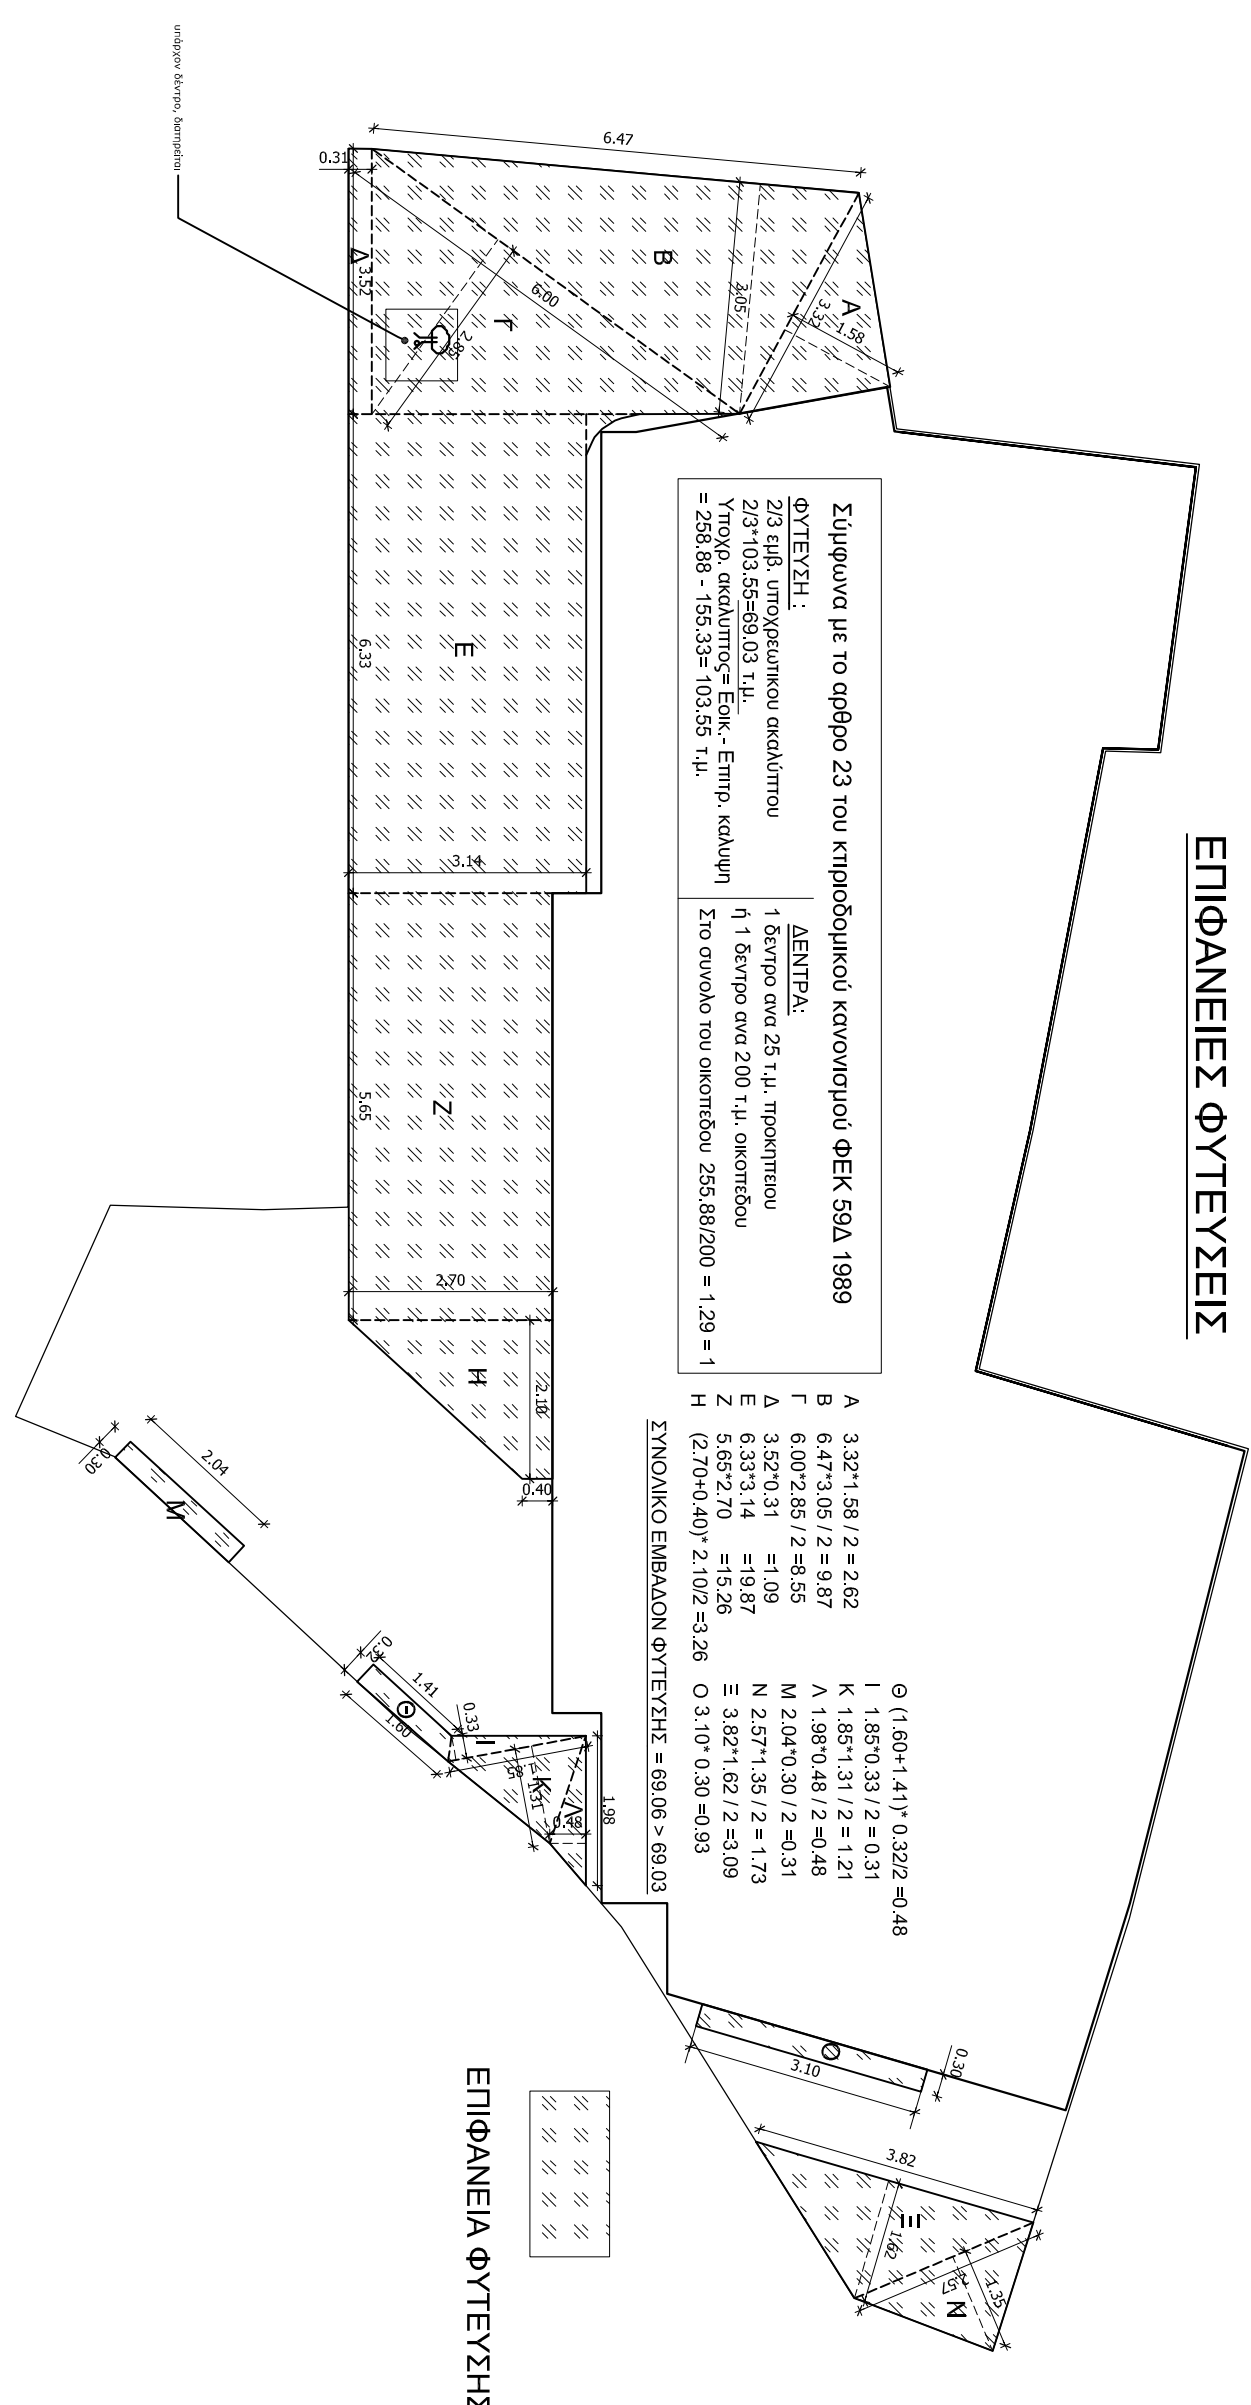 ΕΠΙΦΑΝΕΙΕΣ ΦΥΤΕΥΣΕΙΣ
Σύμφωνα με το αρθρο 23 του κτιριοδομικού κανονισμού ΦΕΚ 59Δ 1989
ΦΥΤΕΥΣΗ :
2/3 εμβ. υποχρεωτικου ακαλύπτου
2/3*103.55=69.03 τ.μ.
Υποχρ. ακαλυπτος= Εοικ.- Επιτρ. καλυψη
= 258.88 - 155.33= 103.55 τ.μ.
ΔΕΝΤΡΑ:
1 δεντρο ανα 25 τ.μ. προκηπειου
ή 1 δεντρο ανα 200 τ.μ. οικοπεδου
Στο συνολο του οικοπεδου 255.88/200 = 1.29 = 1
Α 3.32*1.58 / 2 = 2.62
Β 6.47*3.05 / 2 = 9.87
Γ 6.00*2.85 / 2 =8.55
Δ 3.52*0.31 =1.09
Ε 6.33*3.14 =19.87
Ζ 5.65*2.70 =15.26
Η (2.70+0.40)* 2.10/2 =3.26
Θ (1.60+1.41)* 0.32/2 =0.48
Ι 1.85*0.33 / 2 = 0.31
Κ 1.85*1.31 / 2 = 1.21
Λ 1.98*0.48 / 2 =0.48
Μ 2.04*0.30 / 2 =0.31
Ν 2.57*1.35 / 2 = 1.73
Ξ 3.82*1.62 / 2 =3.09
Ο 3.10* 0.30 =0.93
ΣΥΝΟΛΙΚΟ ΕΜΒΑΔΟΝ ΦΥΤΕΥΣΗΣ = 69.06 > 69.03
υπάρχον δέντρο, διατηρείται
6.47
0.31
Δ
3.52
Β
6.00
Γ
2.85
3.05
Α
3.32
1.58
Ε
6.33
3.14
Ζ
5.65
2.70
Η
2.10
0.40
0.30
2.04
Μ
0.32
1.41
Θ
1.60
0.33
Ι
1.85
Κ
1.31
Λ
0.48
1.98
Ο
3.10
0.30
3.82
Ξ
1.62
2.57
Ν
1.35
ΕΠΙΦΑΝΕΙΑ ΦΥΤΕΥΣΗΣ